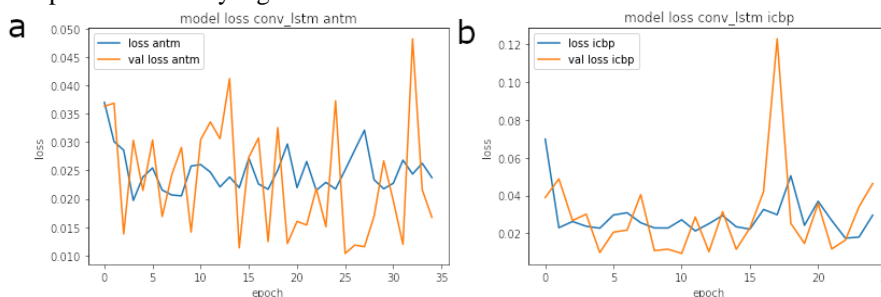 a
model loss conv_lstm antm
loss antm
val loss antm
0.050
0.045
0.040
0.035
0.030
0.025
0.020
0.015
0.010
loss
0 5 10 15 20 25 30 35
epoch
b
model loss conv_lstm icbp
loss icbp
val loss icbp
0.12
0.10
0.08
0.06
0.04
0.02
loss
0 5 10 15 20
epoch